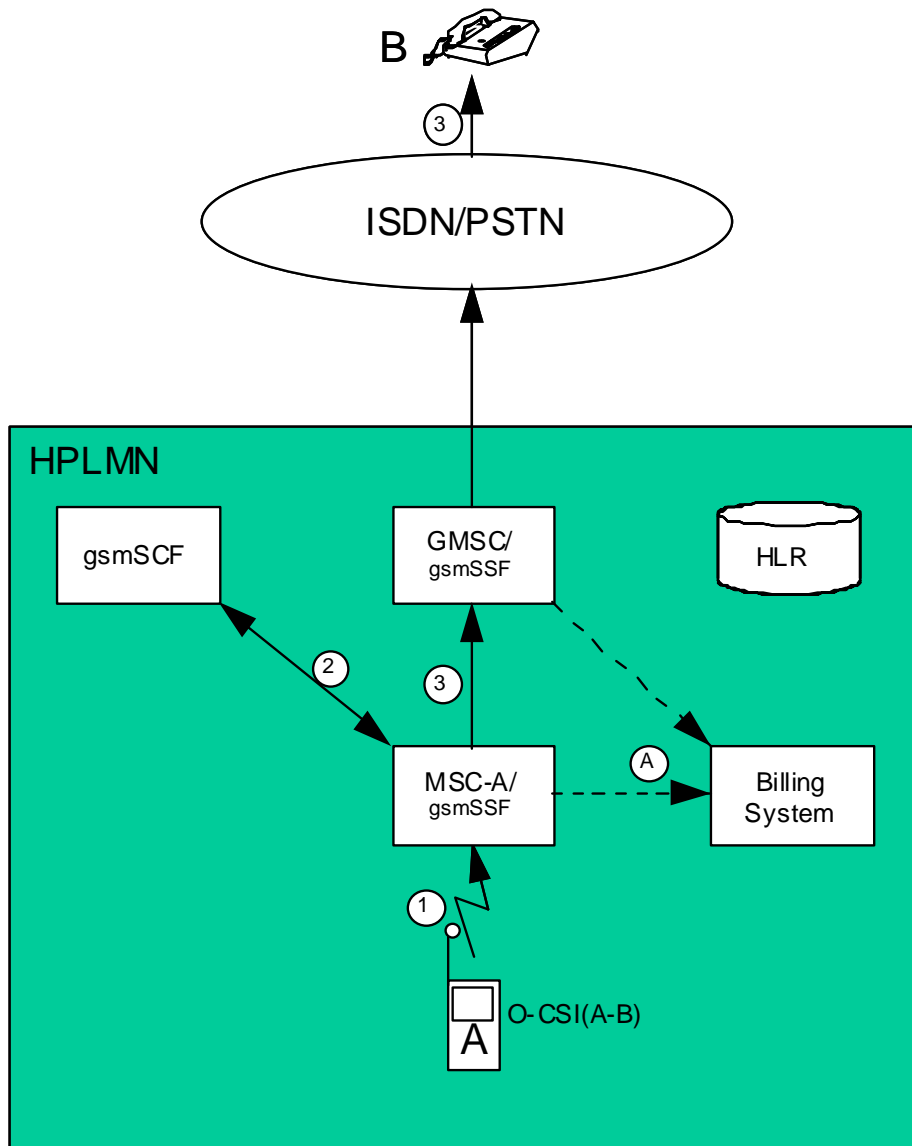 B
3
ISDN/PSTN
HPLMN
gsmSCF
GMSC/
gsmSSF
HLR
2
3
MSC-A/
gsmSSF
A
Billing
System
1
O-CSI(A-B)
A